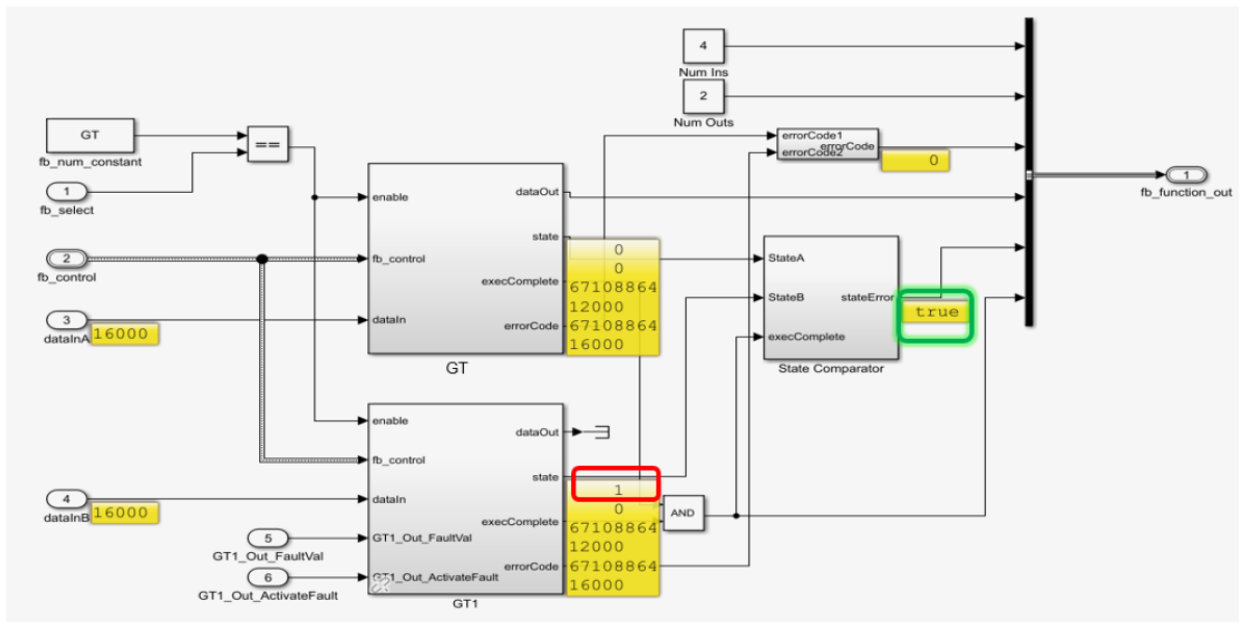 4
Num Ins
2
Num Outs
GT
fb_num_constant
==
1
fb_select
2
fb_control
3
dataInA
16000
4
dataInB
16000
5
GT1_Out_FaultVal
6
GT1_Out_ActivateFault
enable
fb_control
dataIn
dataOut
state
execComplete
errorCode
GT
0
0
67108864
12000
67108864
16000
enable
fb_control
dataIn
GT1_Out_FaultVal
GT1_Out_ActivateFault
dataOut
state
execComplete
errorCode
GT1
1
0
67108864
12000
67108864
16000
AND
errorCode1
errorCode2
errorCode
0
StateA
StateB
execComplete
stateError
State Comparator
true
1
fb_function_out